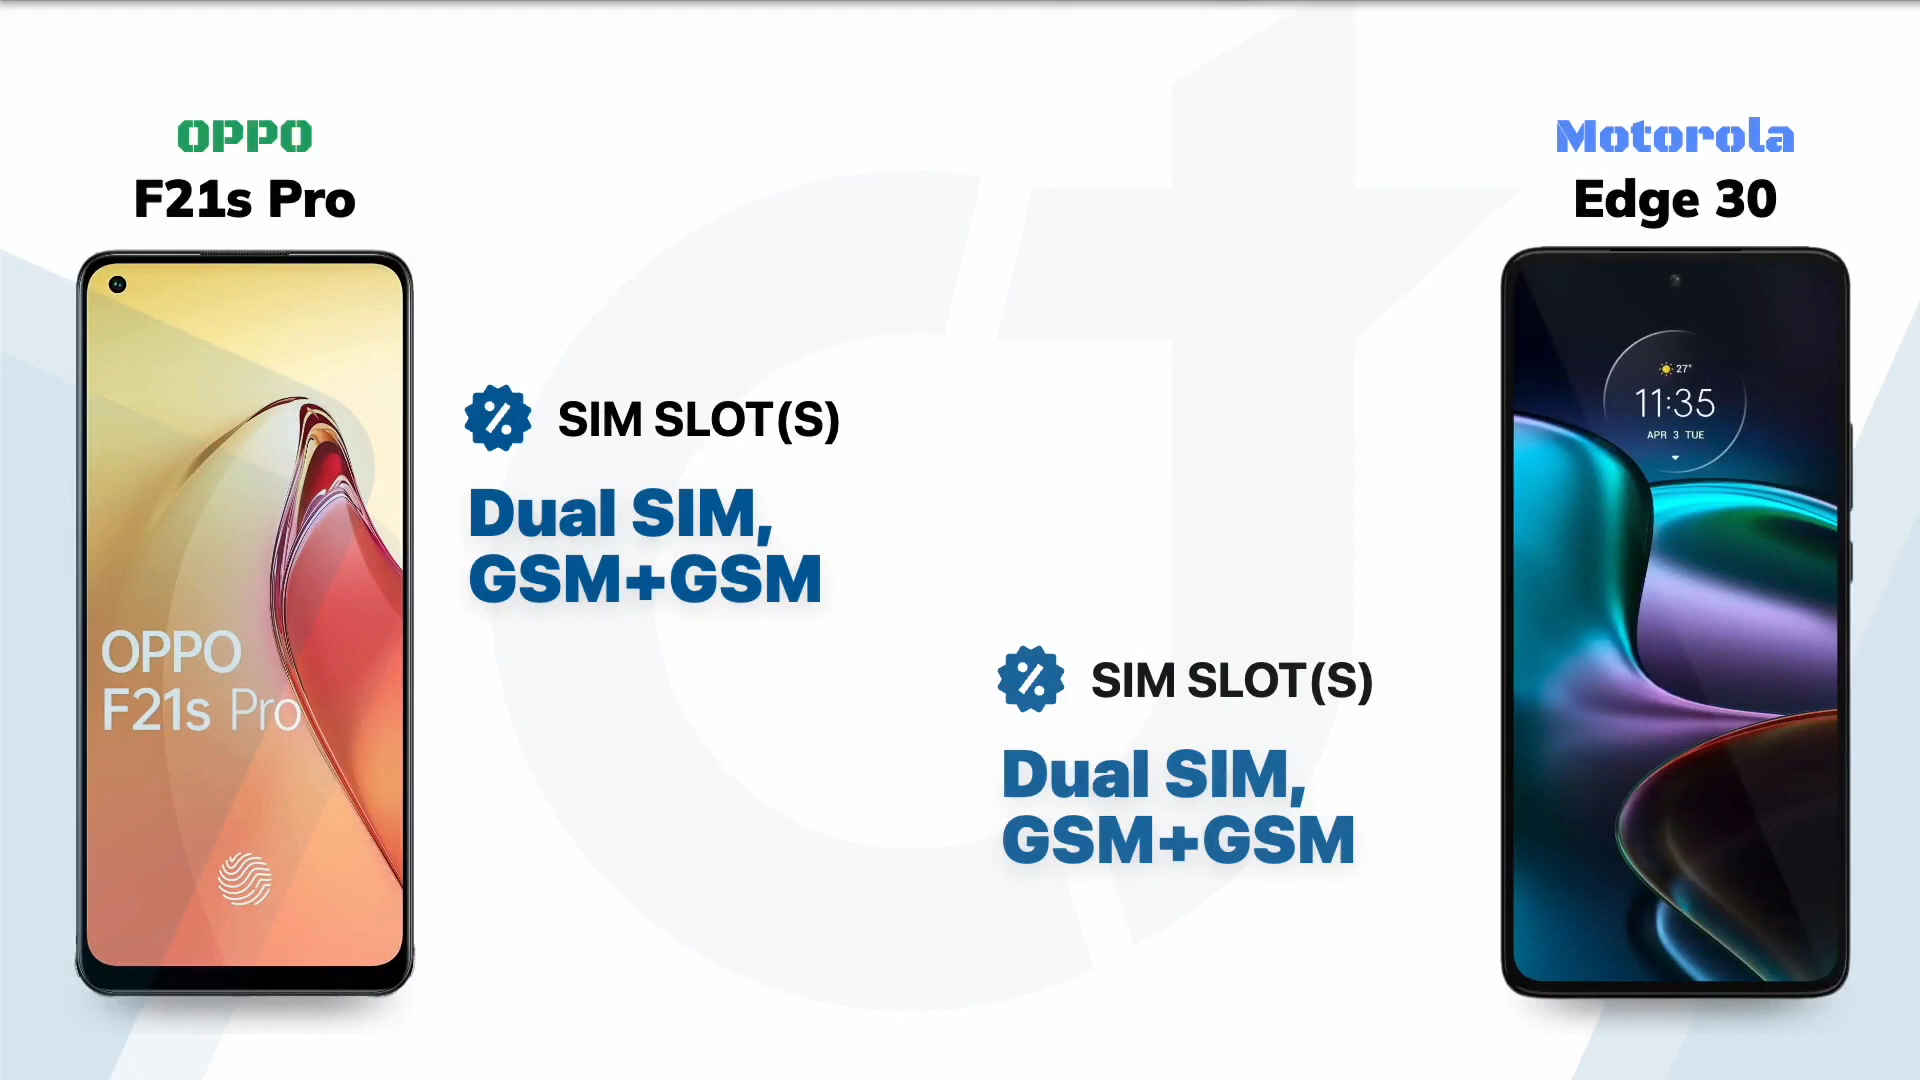 OPPO
F21s Pro
OPPO
F21s Pro
SIM SLOT(S)
Dual SIM,
GSM+GSM
SIM SLOT(S)
Dual SIM,
GSM+GSM
Motorola
Edge 30
27°
11:35
APR 3 TUE